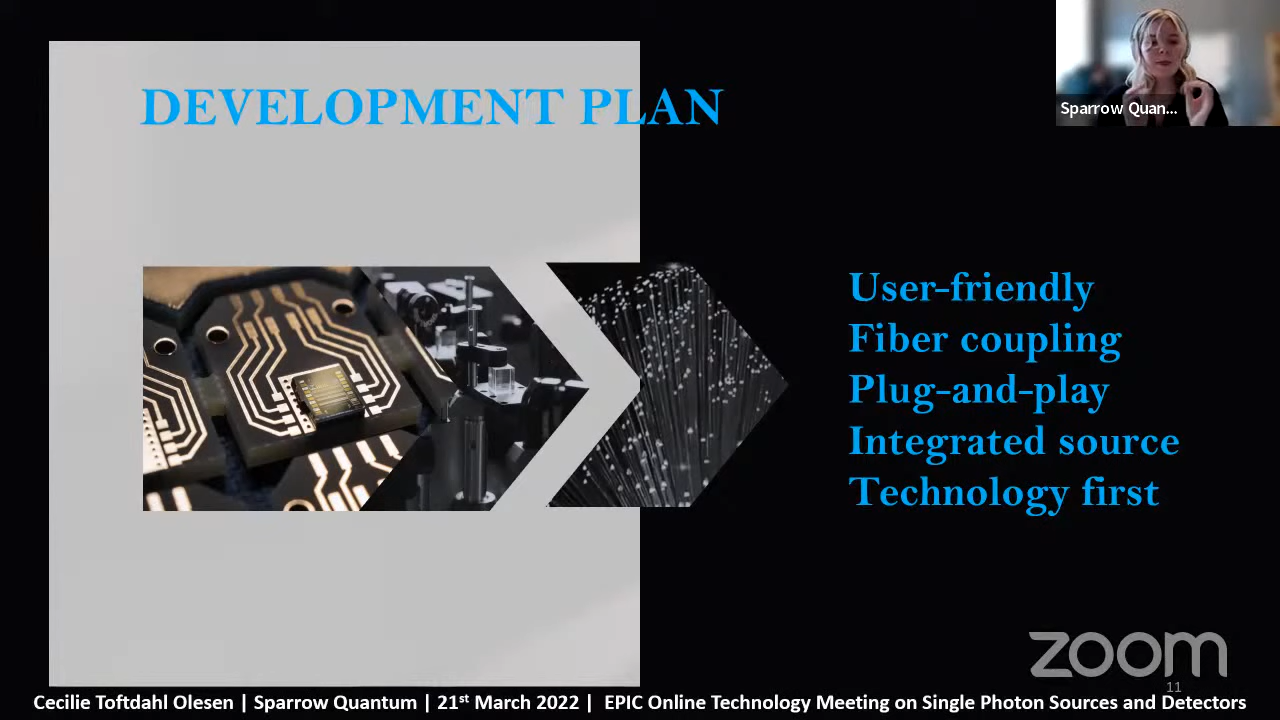 DEVELOPMENT PLAN
Sparrow Quan...
User-friendly
Fiber coupling
Plug-and-play
Integrated source
Technology first
zoom
11
Cecilie Toftdahl Olesen | Sparrow Quantum | 21st March 2022 | EPIC Online Technology Meeting on Single Photon Sources and Detectors